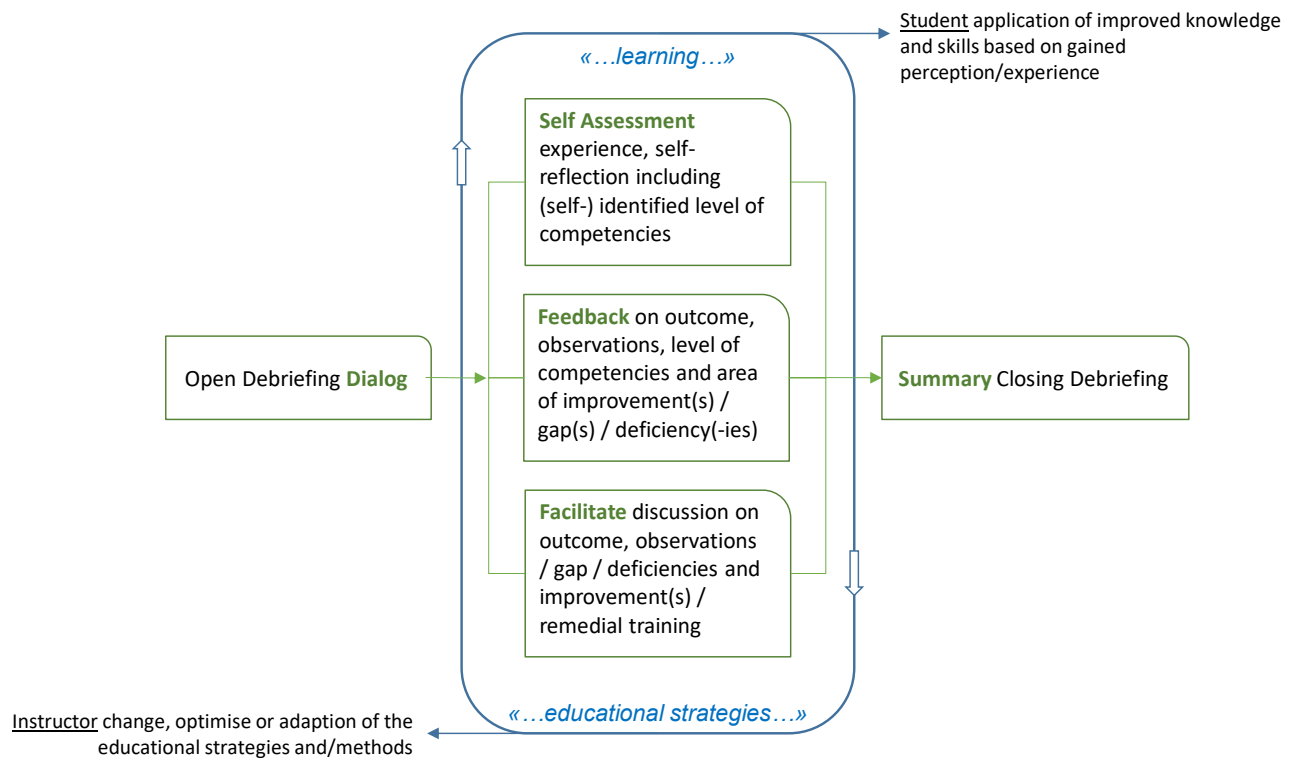 Student application of improved knowledge
and skills based on gained
perception/experience
«…learning…»
Self Assessment
experience, self-
reflection including
(self-) identified level of
competencies
Open Debriefing Dialog
Feedback on outcome,
observations, level of
competencies and area
of improvement(s) /
gap(s) / deficiency(-ies)
Summary Closing Debriefing
Facilitate discussion on
outcome, observations
/ gap / deficiencies and
improvement(s) /
remedial training
«…educational strategies…»
Instructor change, optimise or adaption of the
educational strategies and/methods